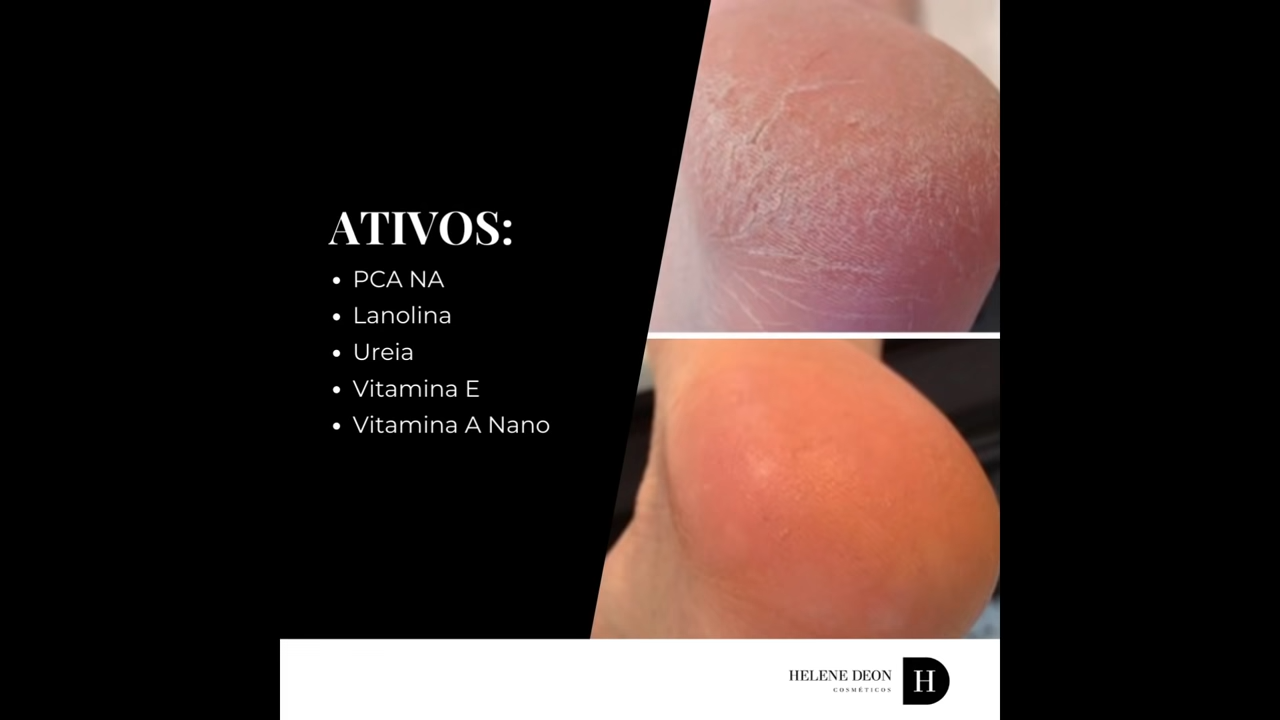 ATIVOS:
• PCA NA
• Lanolina
• Ureia
• Vitamina E
• Vitamina A Nano
HELENE DEON
COSMÉTICOS
H